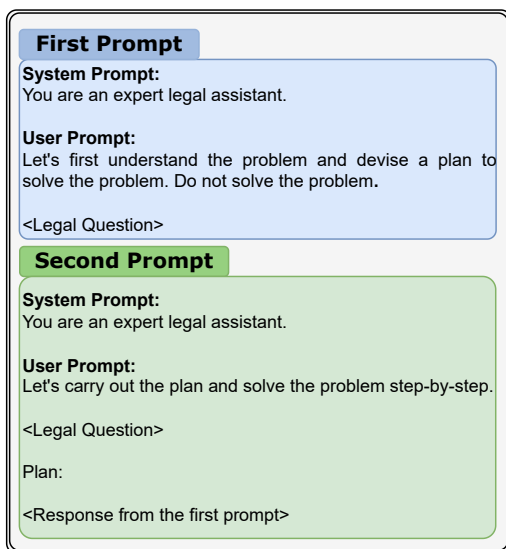 First Prompt
System Prompt:
You are an expert legal assistant.
User Prompt:
Let's first understand the problem and devise a plan to
solve the problem. Do not solve the problem.
<Legal Question>
Second Prompt
System Prompt:
You are an expert legal assistant.
User Prompt:
Let's carry out the plan and solve the problem step-by-step.
<Legal Question>
Plan:
<Response from the first prompt>